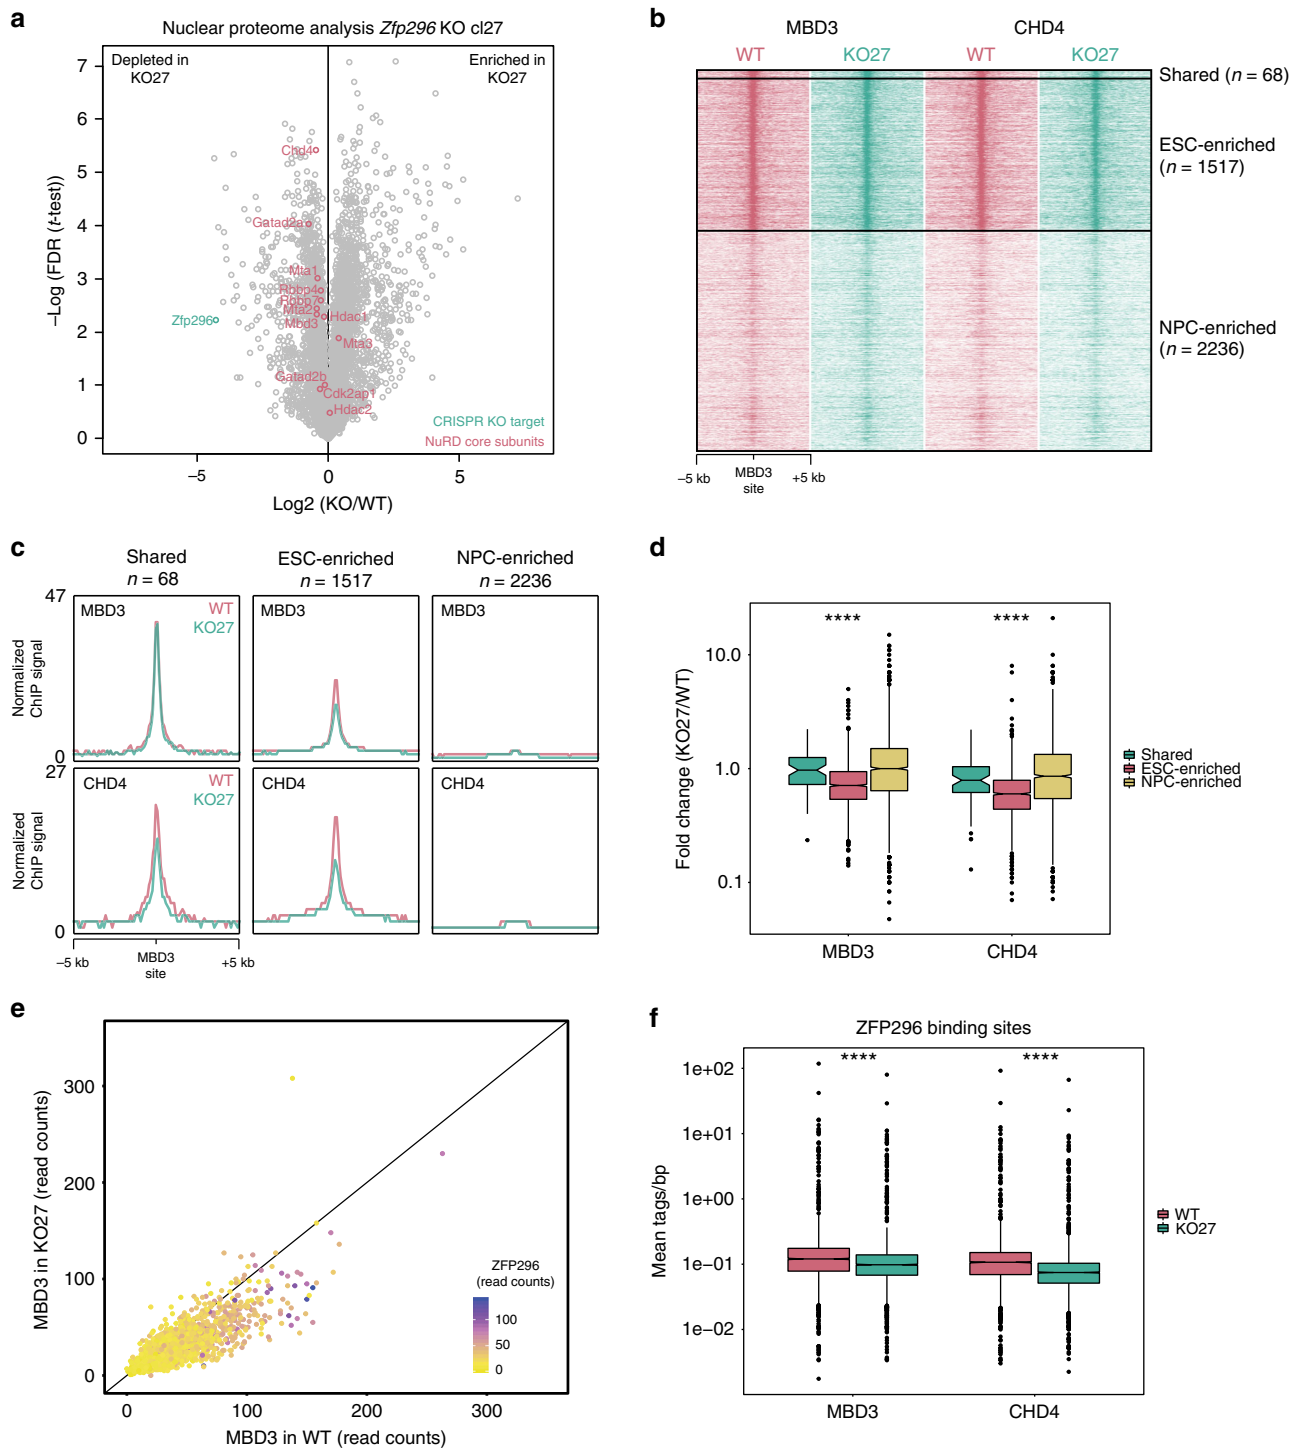 a
Nuclear proteome analysis Zfp296 KO cl27
Depleted in
KO27
Enriched in
KO27
7
6
5
4
3
2
1
0
–Log (FDR (t-test))
Chd4
Gatad2a
Mta1
Rbbp4
Rbbp7
Mta2
Mbd3
Hdac1
Mta3
Zfp296
Gatad2b
Cdk2ap1
Hdac2
CRISPR KO target
NuRD core subunits
–5
0
5
Log2 (KO/WT)
b
MBD3
CHD4
WT
KO27
WT
KO27
Shared (n = 68)
ESC-enriched
(n = 1517)
NPC-enriched
(n = 2236)
–5 kb
MBD3
site
+5 kb
c
Shared
n = 68
ESC-enriched
n = 1517
NPC-enriched
n = 2236
47
Normalized
ChIP signal
0
MBD3
WT
KO27
MBD3
MBD3
27
Normalized
ChIP signal
0
CHD4
WT
KO27
CHD4
CHD4
–5 kb
MBD3
site
+5 kb
d
Fold change (KO27/WT)
10.0
1.0
0.1
****
****
MBD3
CHD4
Shared
ESC-enriched
NPC-enriched
e
MBD3 in KO27 (read counts)
300
200
100
0
ZFP296
(read counts)
100
50
0
0
100
200
300
MBD3 in WT (read counts)
f
ZFP296 binding sites
Mean tags/bp
1e+02
1e+01
1e+00
1e–01
1e–02
****
****
MBD3
CHD4
WT
KO27